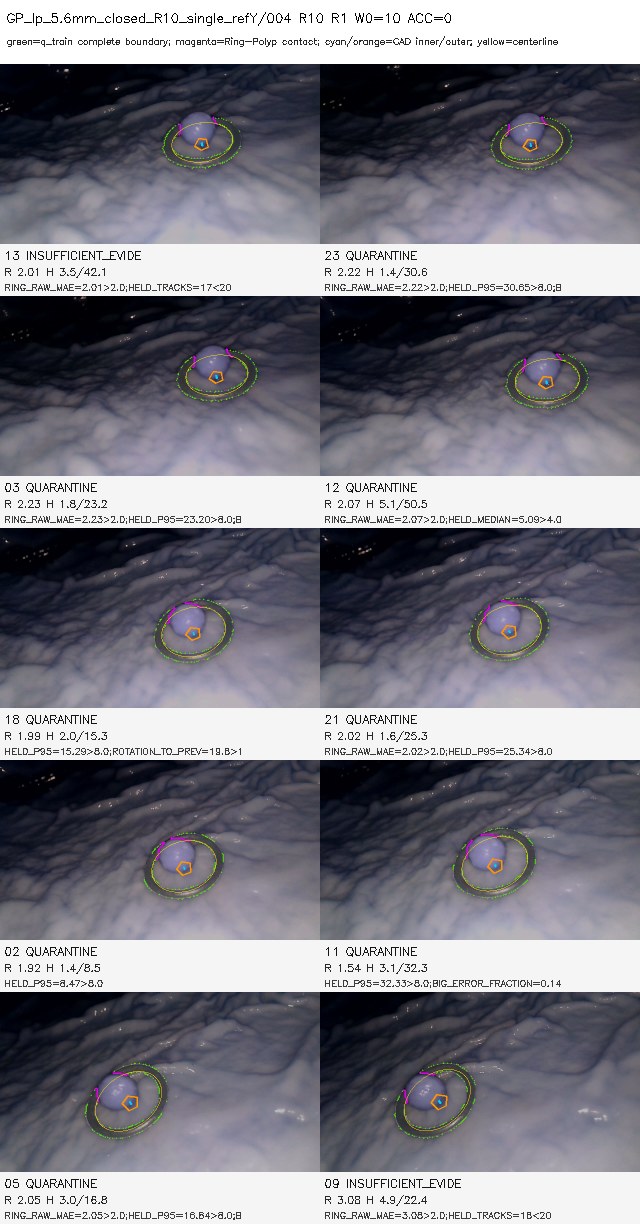 GP_Ip_5.6mm_closed_R10_single_refY/004 R10 R1 W0=10 ACC=0
green=q_train complete boundary; magenta=Ring-Polyp contact; cyan/orange=CAD inner/outer; yellow=centerline
13 INSUFFICIENT_EVIDE
R 2.01 H 3.5/42.1
RING_RAW_MAE=2.01>2.0;HELD_TRACKS=17<20
23 QUARANTINE
R 2.22 H 1.4/30.6
RING_RAW_MAE=2.22>2.0;HELD_P95=30.65>8.0;B
03 QUARANTINE
R 2.23 H 1.8/23.2
RING_RAW_MAE=2.23>2.0;HELD_P95=23.20>8.0;B
12 QUARANTINE
R 2.07 H 5.1/50.5
RING_RAW_MAE=2.07>2.0;HELD_MEDIAN=5.09>4.0
18 QUARANTINE
R 1.99 H 2.0/15.3
HELD_P95=15.29>8.0;ROTATION_TO_PREV=19.8>1
21 QUARANTINE
R 2.02 H 1.6/25.3
RING_RAW_MAE=2.02>2.0;HELD_P95=25.34>8.0
02 QUARANTINE
R 1.92 H 1.4/8.5
HELD_P95=8.47>8.0
11 QUARANTINE
R 1.54 H 3.1/32.3
HELD_P95=32.33>8.0;BIG_ERROR_FRACTION=0.14
05 QUARANTINE
R 2.05 H 3.0/16.8
RING_RAW_MAE=2.05>2.0;HELD_P95=16.84>8.0;B
09 INSUFFICIENT_EVIDE
R 3.08 H 4.9/22.4
RING_RAW_MAE=3.08>2.0;HELD_TRACKS=18<20